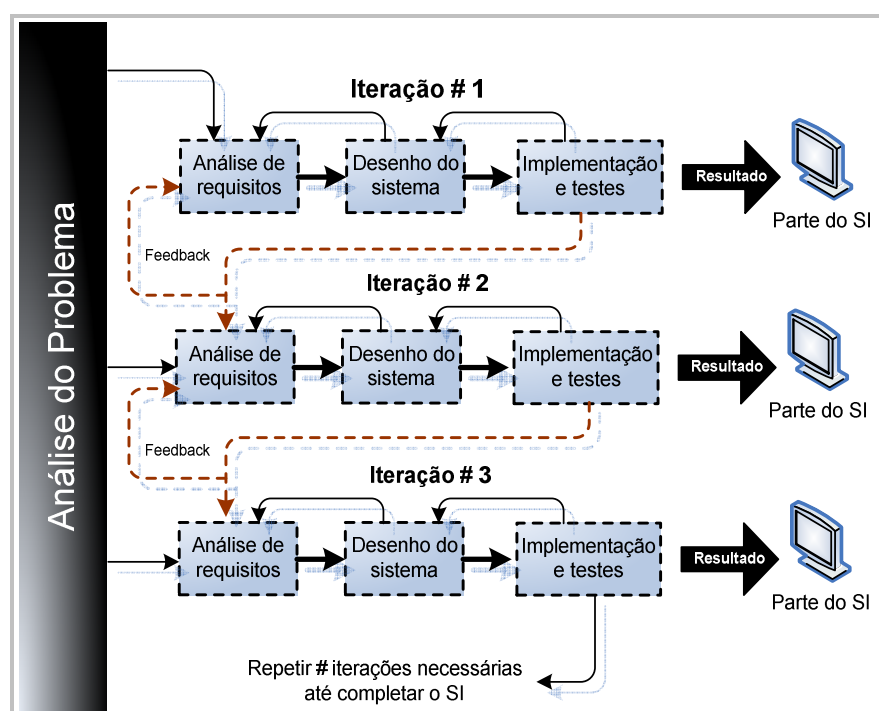 Análise do Problema
Iteração # 1
Análise de
requisitos
Desenho do
sistema
Implementação
e testes
Resultado
Parte do SI
Feedback
Iteração # 2
Análise de
requisitos
Desenho do
sistema
Implementação
e testes
Resultado
Parte do SI
Feedback
Iteração # 3
Análise de
requisitos
Desenho do
sistema
Implementação
e testes
Resultado
Parte do SI
Repetir # iterações necessárias
até completar o SI